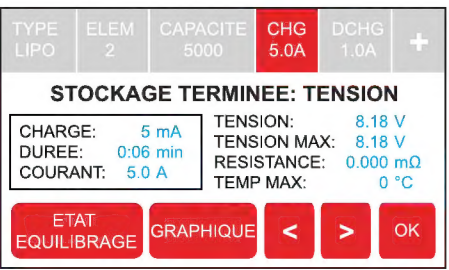 TYPE LIPO
ELEM 2
CAPACITE 5000
CHG 5.0A
DCHG 1.0A
+
STOCKAGE TERMINEE: TENSION
CHARGE: 5 mA
DUREE: 0:06 min
COURANT: 5.0 A
TENSION: 8.18 V
TENSION MAX: 8.18 V
RESISTANCE: 0.000 mΩ
TEMP MAX: 0 °C
ETAT
EQUILIBRAGE
GRAPHIQUE
<
>
OK